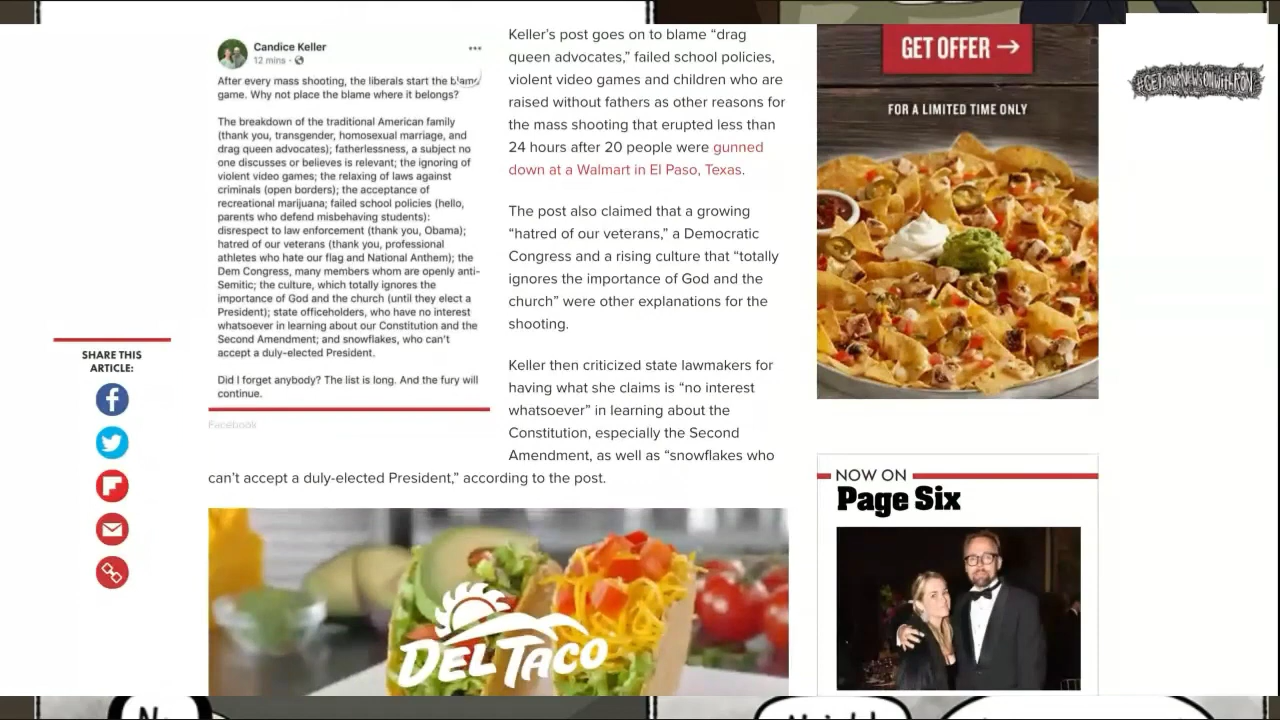 Candice Keller
12 mins
After every mass shooting, the liberals start the blame
game. Why not place the blame where it belongs?
The breakdown of the traditional American family
(thank you, transgender, homosexual marriage, and
drag queen advocates); fatherlessness, a subject no
one discusses or believes is relevant; the ignoring of
violent video games; the relaxing of laws against
criminals (open borders); the acceptance of
recreational marijuana; failed school policies (hello,
parents who defend misbehaving students):
disrespect to law enforcement (thank you, Obama);
hatred of our veterans (thank you, professional
athletes who hate our flag and National Anthem); the
Dem Congress, many members whom are openly anti-
Semitic; the culture, which totally ignores the
importance of God and the church (until they elect a
President); state officeholders, who have no interest
whatsoever in learning about our Constitution and the
Second Amendment; and snowflakes, who can't
accept a duly-elected President.
Did I forget anybody? The list is long. And the fury will
continue.
Facebook
Keller's post goes on to blame “drag
queen advocates,” failed school policies,
violent video games and children who are
raised without fathers as other reasons for
the mass shooting that erupted less than
24 hours after 20 people were gunned
down at a Walmart in El Paso, Texas.
The post also claimed that a growing
“hatred of our veterans,” a Democratic
Congress and a rising culture that “totally
ignores the importance of God and the
church” were other explanations for the
shooting.
Keller then criticized state lawmakers for
having what she claims is “no interest
whatsoever” in learning about the
Constitution, especially the Second
Amendment, as well as “snowflakes who
can't accept a duly-elected President,” according to the post.
SHARE THIS
ARTICLE:
DEL TACO
GET OFFER →
FOR A LIMITED TIME ONLY
NOW ON
Page Six
#GETYOURNEWSONWITHRON